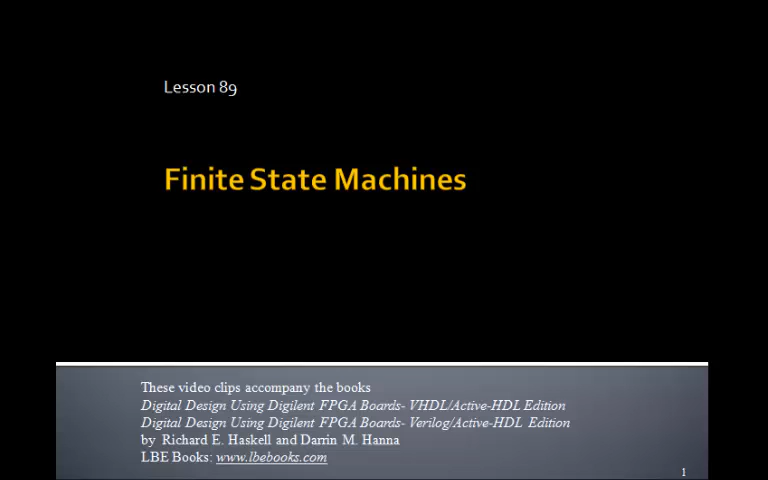 Lesson 89
Finite State Machines
These video clips accompany the books
Digital Design Using Digilent FPGA Boards- VHDL/Active-HDL Edition
Digital Design Using Digilent FPGA Boards- Verilog/Active-HDL Edition
by Richard E. Haskell and Darrin M. Hanna
LBE Books: www.lbebooks.com
1